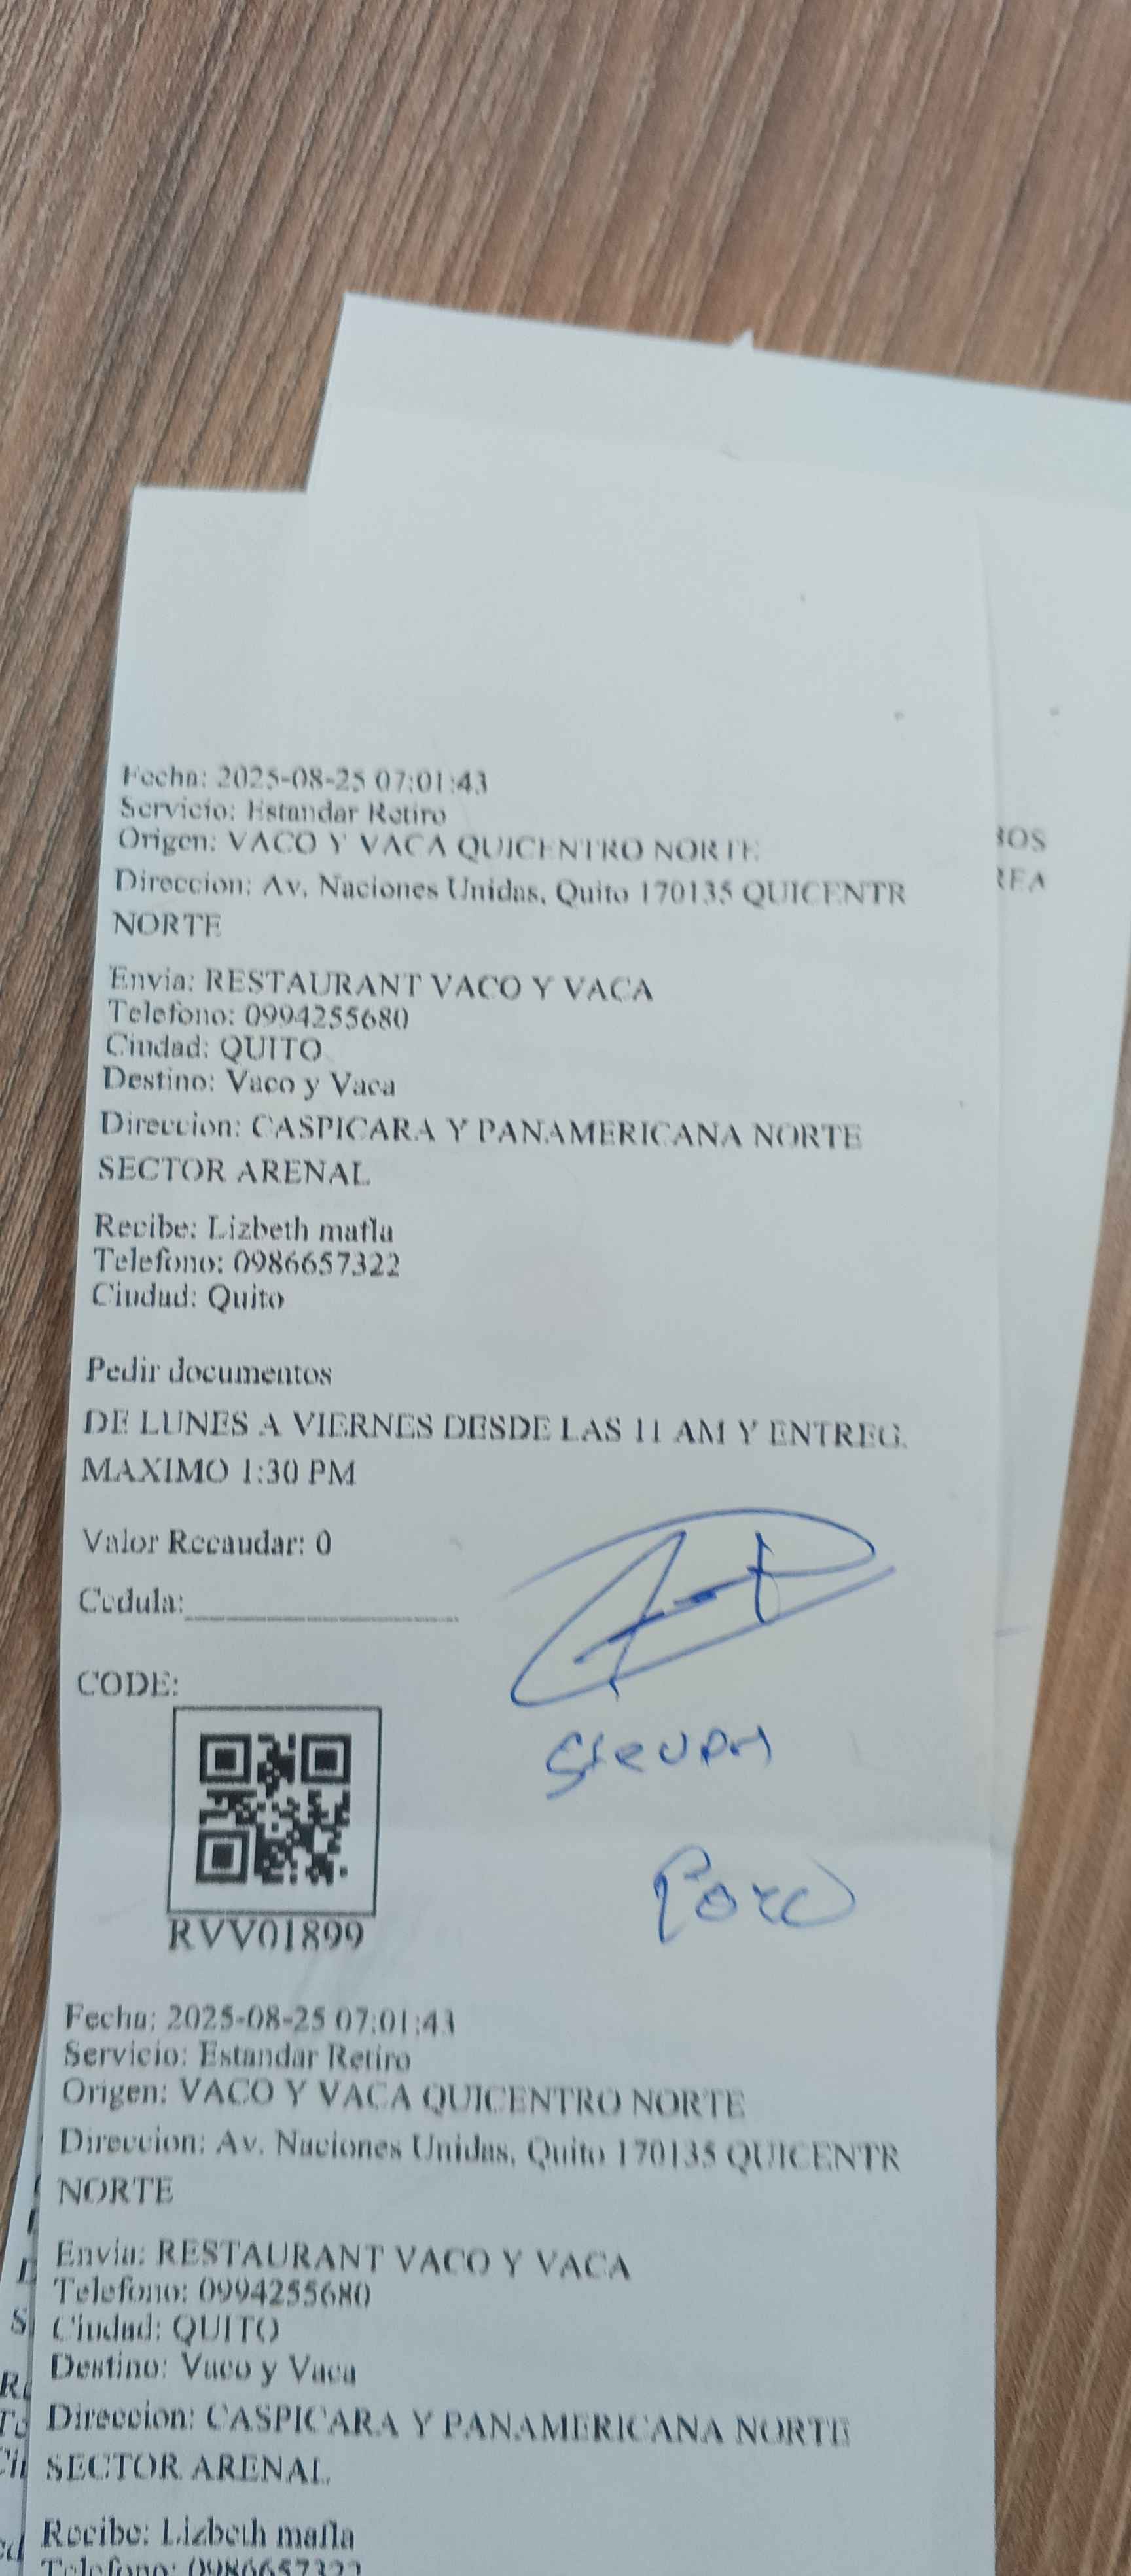 Fecha: 2025-08-25 07:01:43
Servicio: Estandar Retiro
Origen: VACO Y VACA QUICENTRO NORTE
Direccion: Av. Naciones Unidas, Quito 170135 QUICENTR
NORTE
Envia: RESTAURANT VACO Y VACA
Telefono: 0994255680
Ciudad: QUITO
Destino: Vaco y Vaca
Direccion: CASPICARA Y PANAMERICANA NORTE
SECTOR ARENAL
Recibe: Lizbeth mafla
Telefono: 0986657322
Ciudad: Quito
Pedir documentos
DE LUNES A VIERNES DESDE LAS 11 AM Y ENTREG.
MAXIMO 1:30 PM
Valor Recaudar: 0
Cedula:
CODE:
RVV01899
Fecha: 2025-08-25 07:01:43
Servicio: Estandar Retiro
Origen: VACO Y VACA QUICENTRO NORTE
Direccion: Av. Naciones Unidas, Quito 170135 QUICENTR
NORTE
Envia: RESTAURANT VACO Y VACA
Telefono: 0994255680
Ciudad: QUITO
Destino: Vaco y Vaca
Direccion: CASPICARA Y PANAMERICANA NORTE
SECTOR ARENAL
Recibe: Lizbeth mafla
Telefono: 0986657322